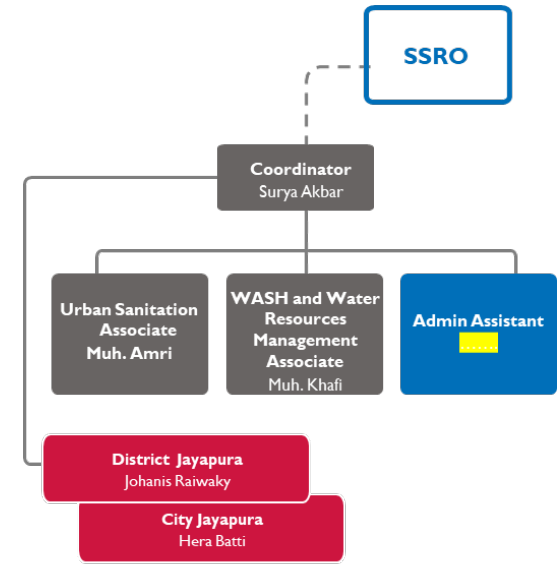 SSRO
Coordinator
Surya Akbar
Urban Sanitation
Associate
Muh. Amri
WASH and Water
Resources
Management
Associate
Muh. Khafi
Admin Assistant
.......
District Jayapura
Johanis Raiwaky
City Jayapura
Hera Batti